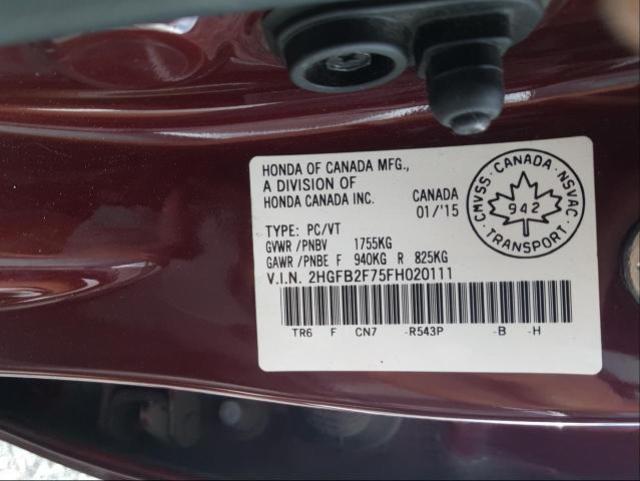 HONDA OF CANADA MFG.,
A DIVISION OF
HONDA CANADA INC.
CANADA
01/'15
TYPE: PC/VT
GVWR/PNBV 1755KG
GAWR/PNBE F 940KG R 825KG
V.I.N. 2HGFB2F75FH020111
TR6 F CN7 -R543P -B -H
CMVSS · CANADA · NSVAC
942
TRANSPORT